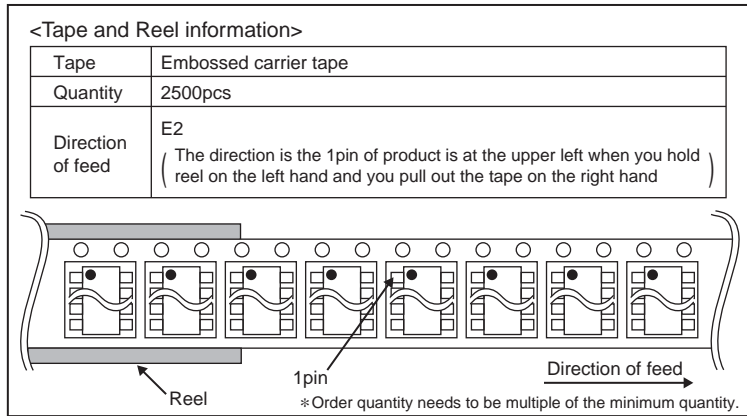 <Tape and Reel information>
Tape Embossed carrier tape
Quantity 2500pcs
Direction of feed E2
( The direction is the 1pin of product is at the upper left when you hold
reel on the left hand and you pull out the tape on the right hand )
Reel
1pin
Direction of feed
*Order quantity needs to be multiple of the minimum quantity.